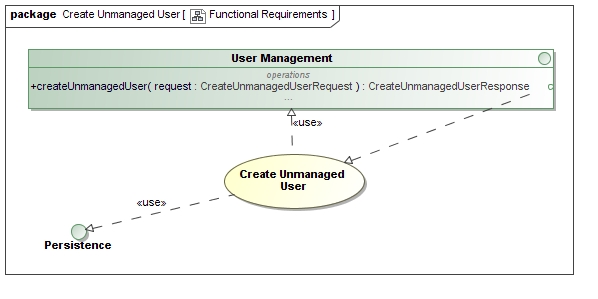 package Create Unmanaged User [ Functional Requirements ]
User Management
operations
+createUnmanagedUser( request : CreateUnmanagedUserRequest ) : CreateUnmanagedUserResponse
...
«use»
Create Unmanaged
User
«use»
Persistence